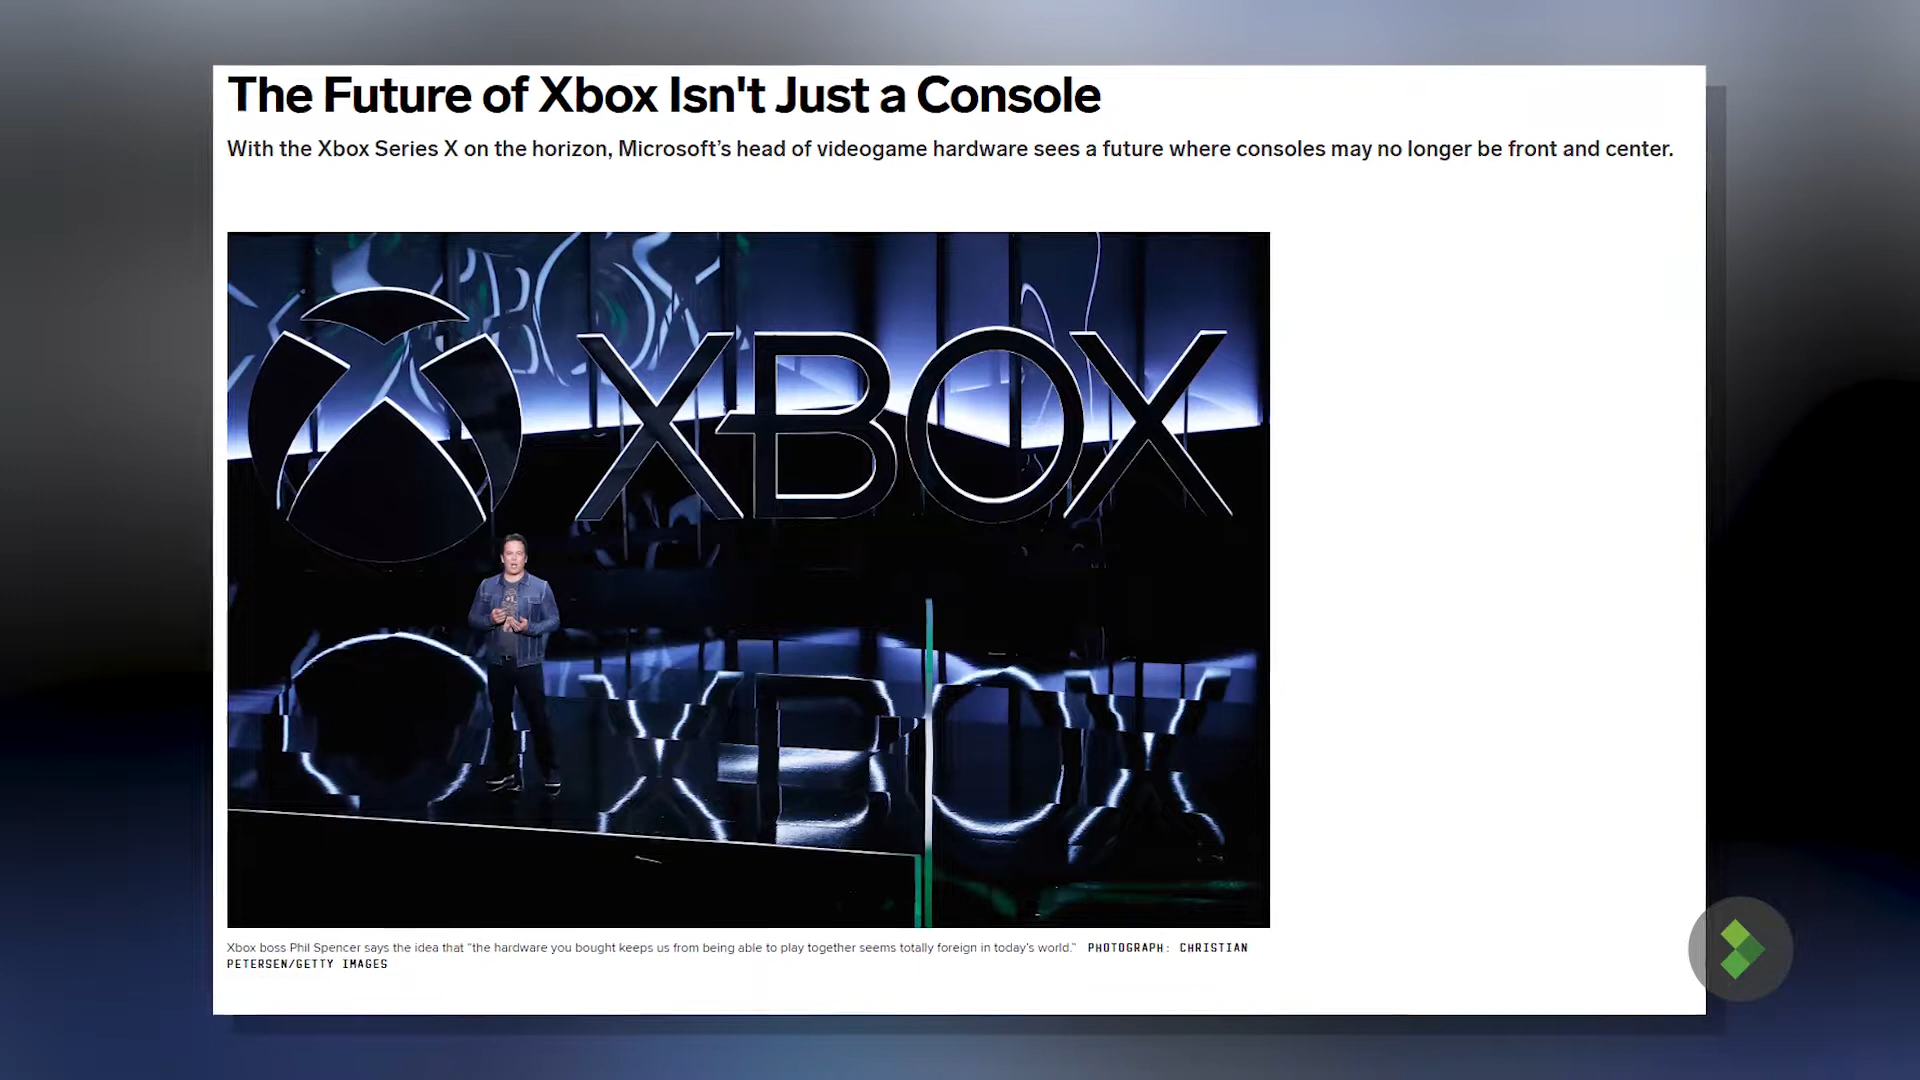 The Future of Xbox Isn't Just a Console
With the Xbox Series X on the horizon, Microsoft’s head of videogame hardware sees a future where consoles may no longer be front and center.
XBOX
Xbox boss Phil Spencer says the idea that “the hardware you bought keeps us from being able to play together seems totally foreign in today’s world.” PHOTOGRAPH: CHRISTIAN
PETERSEN/GETTY IMAGES